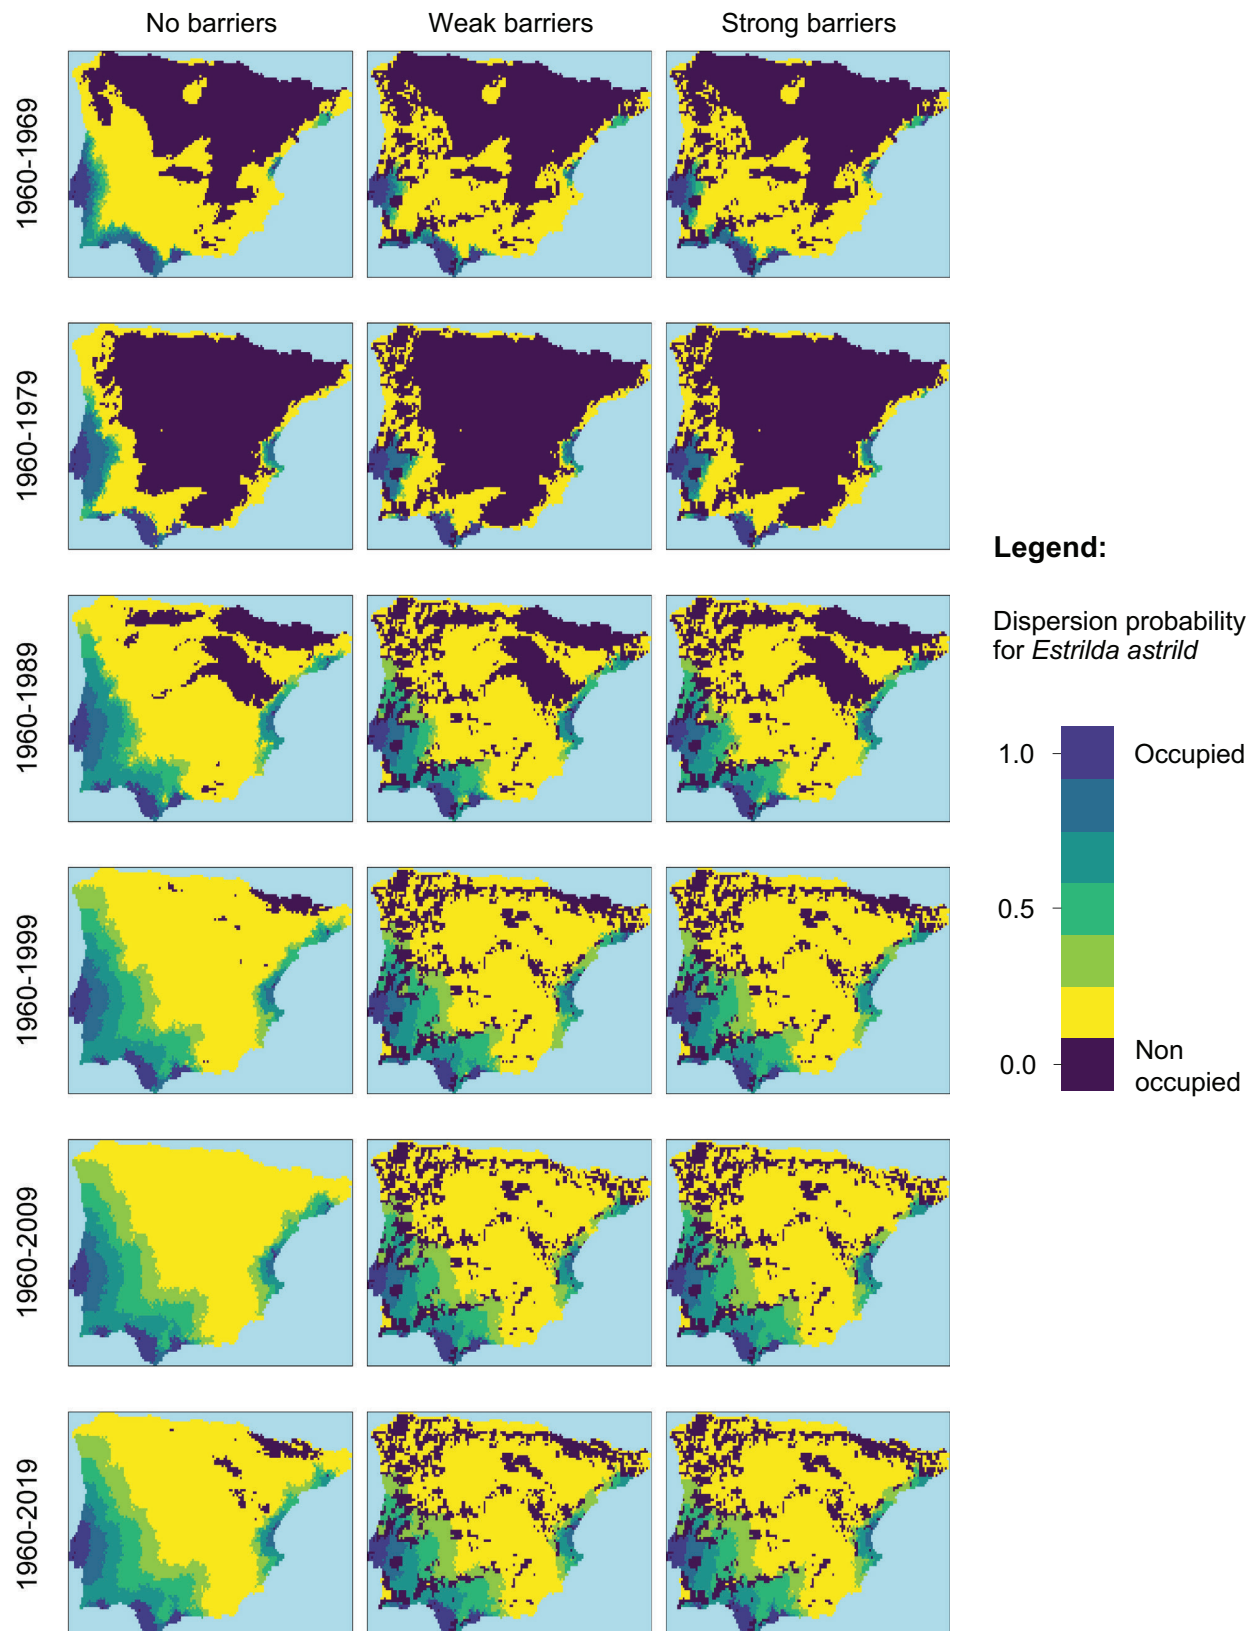 No barriers
Weak barriers
Strong barriers
1960-1969
1960-1979
1960-1989
1960-1999
1960-2009
1960-2019
Legend:
Dispersion probability
for Estrilda astrild
1.0
Occupied
0.5
0.0
Non
occupied